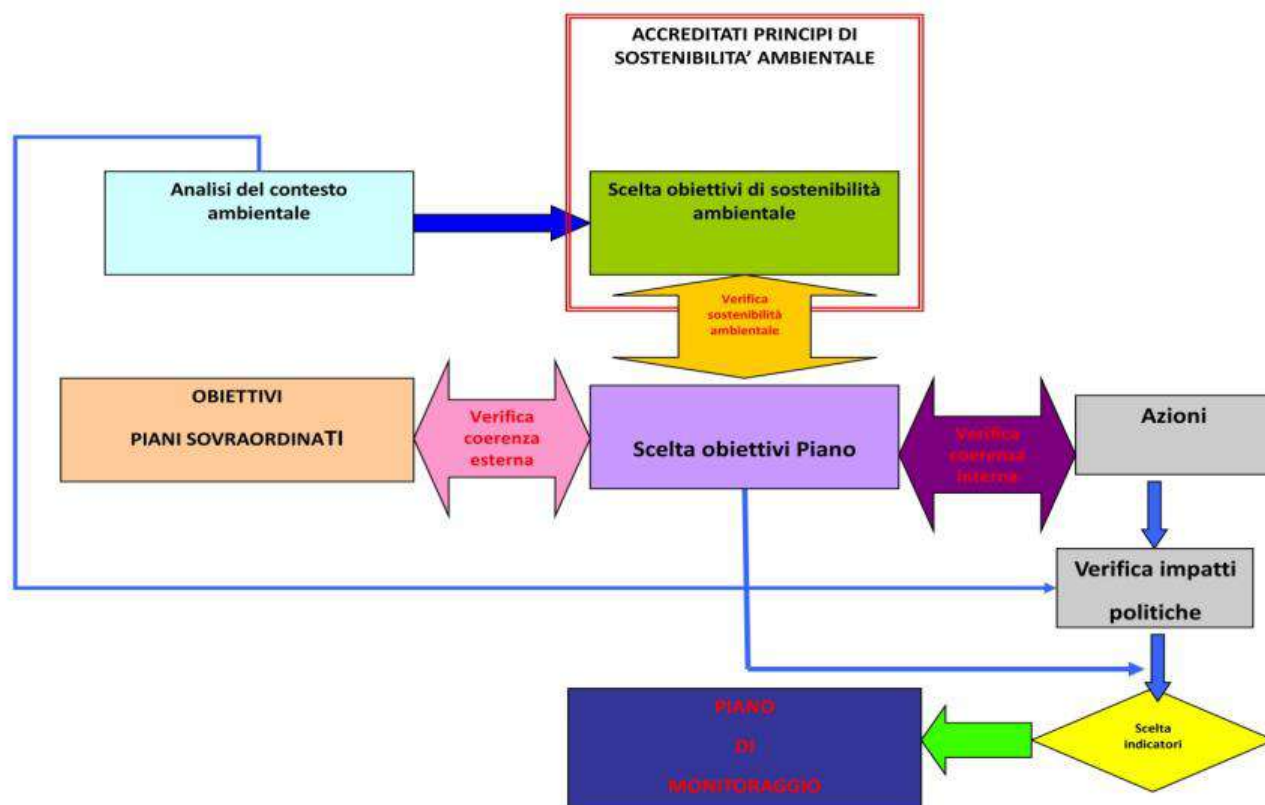 ACCREDITATI PRINCIPI DI
SOSTENIBILITA' AMBIENTALE
Analisi del contesto
ambientale
Scelta obiettivi di sostenibilità
ambientale
Verifica
sostenibilità
ambientale
OBIETTIVI
PIANI SOVRAORDINATI
Verifica
coerenza
esterna
Scelta obiettivi Piano
Verifica
coerenza
interna
Azioni
Verifica impatti
politiche
PIANO
DI
MONITORAGGIO
Scelta
indicatori